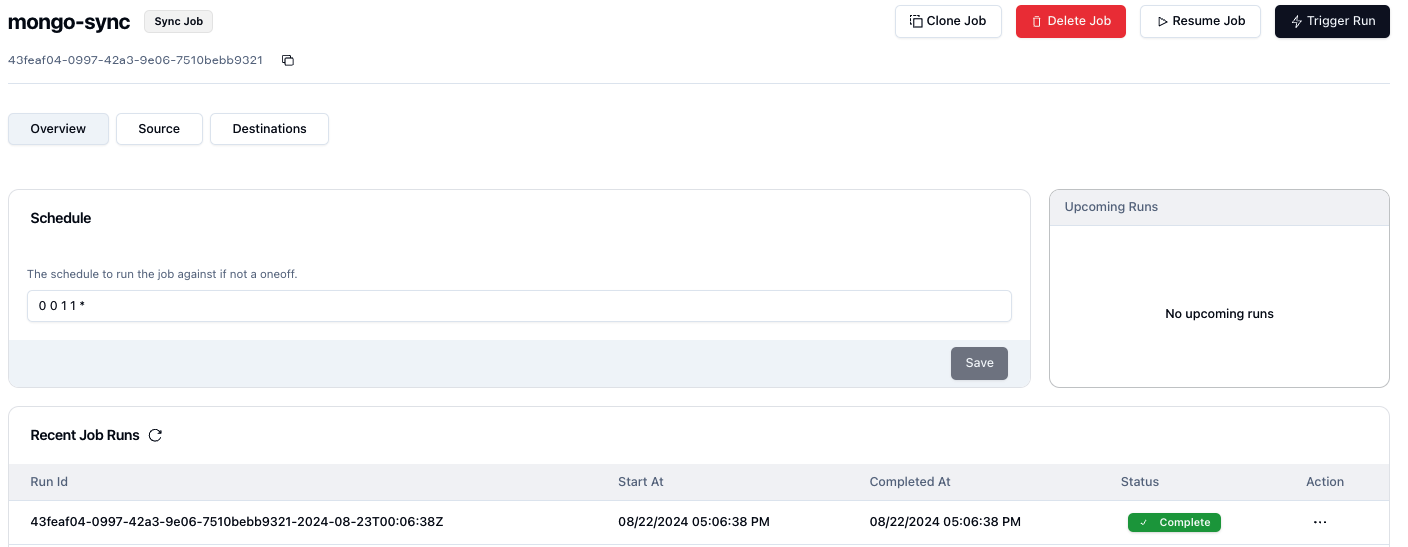 mongo-sync Sync Job Clone Job Delete Job Resume Job Trigger Run
43feaf04-0997-42a3-9e06-7510bebb9321
Overview Source Destinations
Schedule
The schedule to run the job against if not a oneoff.
0 0 1 1 *
Save
Upcoming Runs
No upcoming runs
Recent Job Runs
Run Id Start At Completed At Status Action
43feaf04-0997-42a3-9e06-7510bebb9321-2024-08-23T00:06:38Z 08/22/2024 05:06:38 PM 08/22/2024 05:06:38 PM Complete ...